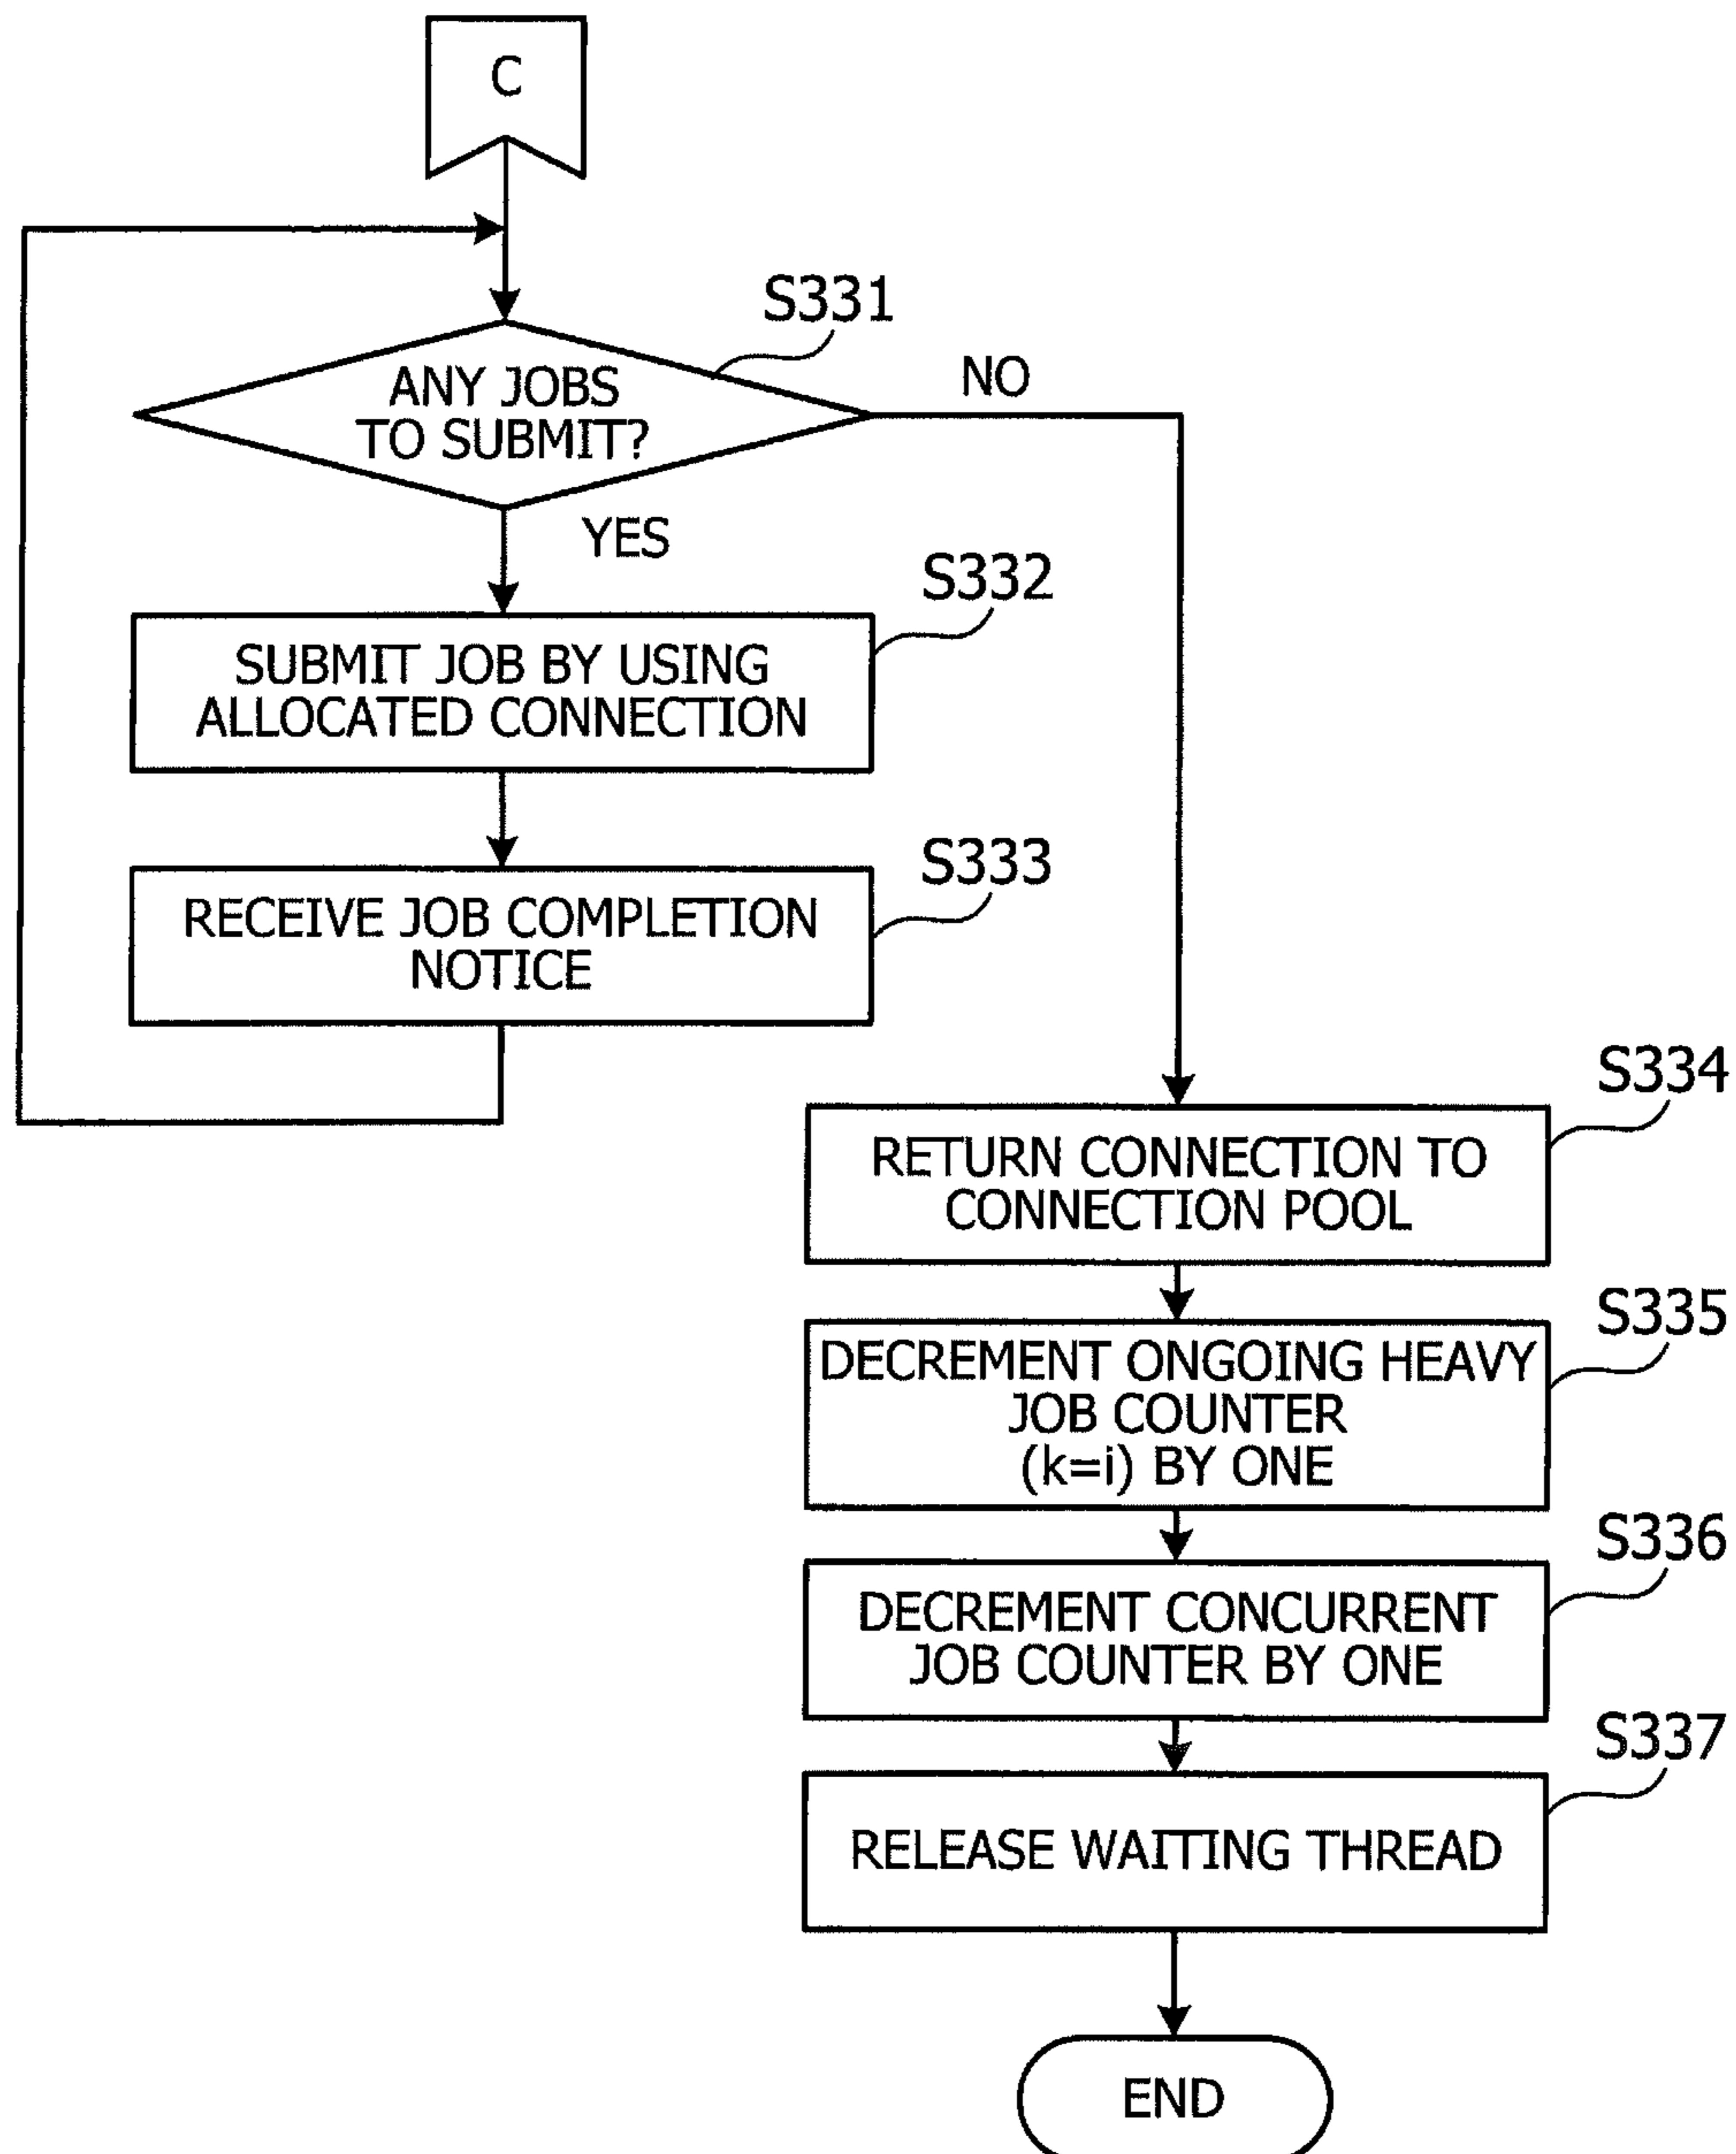 C
S331
ANY JOBS
TO SUBMIT?
NO
YES
S332
SUBMIT JOB BY USING
ALLOCATED CONNECTION
S333
RECEIVE JOB COMPLETION
NOTICE
S334
RETURN CONNECTION TO
CONNECTION POOL
S335
DECREMENT ONGOING HEAVY
JOB COUNTER
(k=i) BY ONE
S336
DECREMENT CONCURRENT
JOB COUNTER BY ONE
S337
RELEASE WAITING THREAD
END